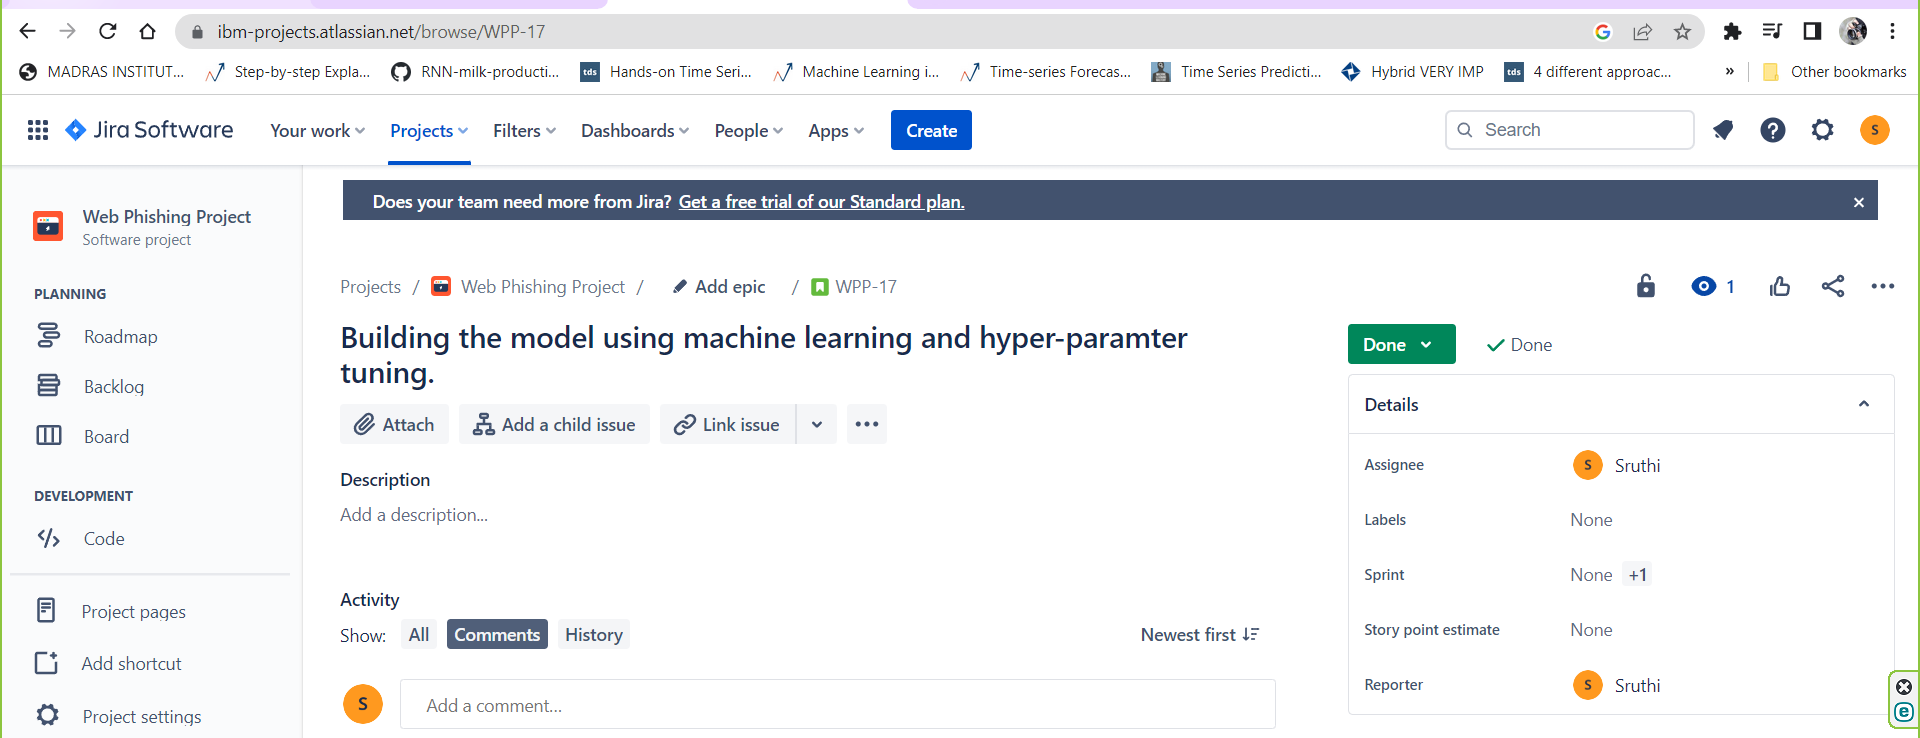 ibm-projects.atlassian.net/browse/WPP-17
MADRAS INSTITUT... Step-by-step Expla... RNN-milk-producti... tds Hands-on Time Seri... Machine Learning i... Time-series Forecas... Time Series Predicti... Hybrid VERY IMP tds 4 different approac... » Other bookmarks
Jira Software Your work Projects Filters Dashboards People Apps Create Search S
Web Phishing Project
Software project
Does your team need more from Jira? Get a free trial of our Standard plan.
PLANNING
Roadmap
Backlog
Board
DEVELOPMENT
Code
Project pages
Add shortcut
Project settings
Projects / Web Phishing Project / Add epic / WPP-17
1
Building the model using machine learning and hyper-paramter
tuning.
Attach Add a child issue Link issue
Description
Add a description...
Activity
Show: All Comments History Newest first
S Add a comment...
Done Done
Details
Assignee S Sruthi
Labels None
Sprint None +1
Story point estimate None
Reporter S Sruthi